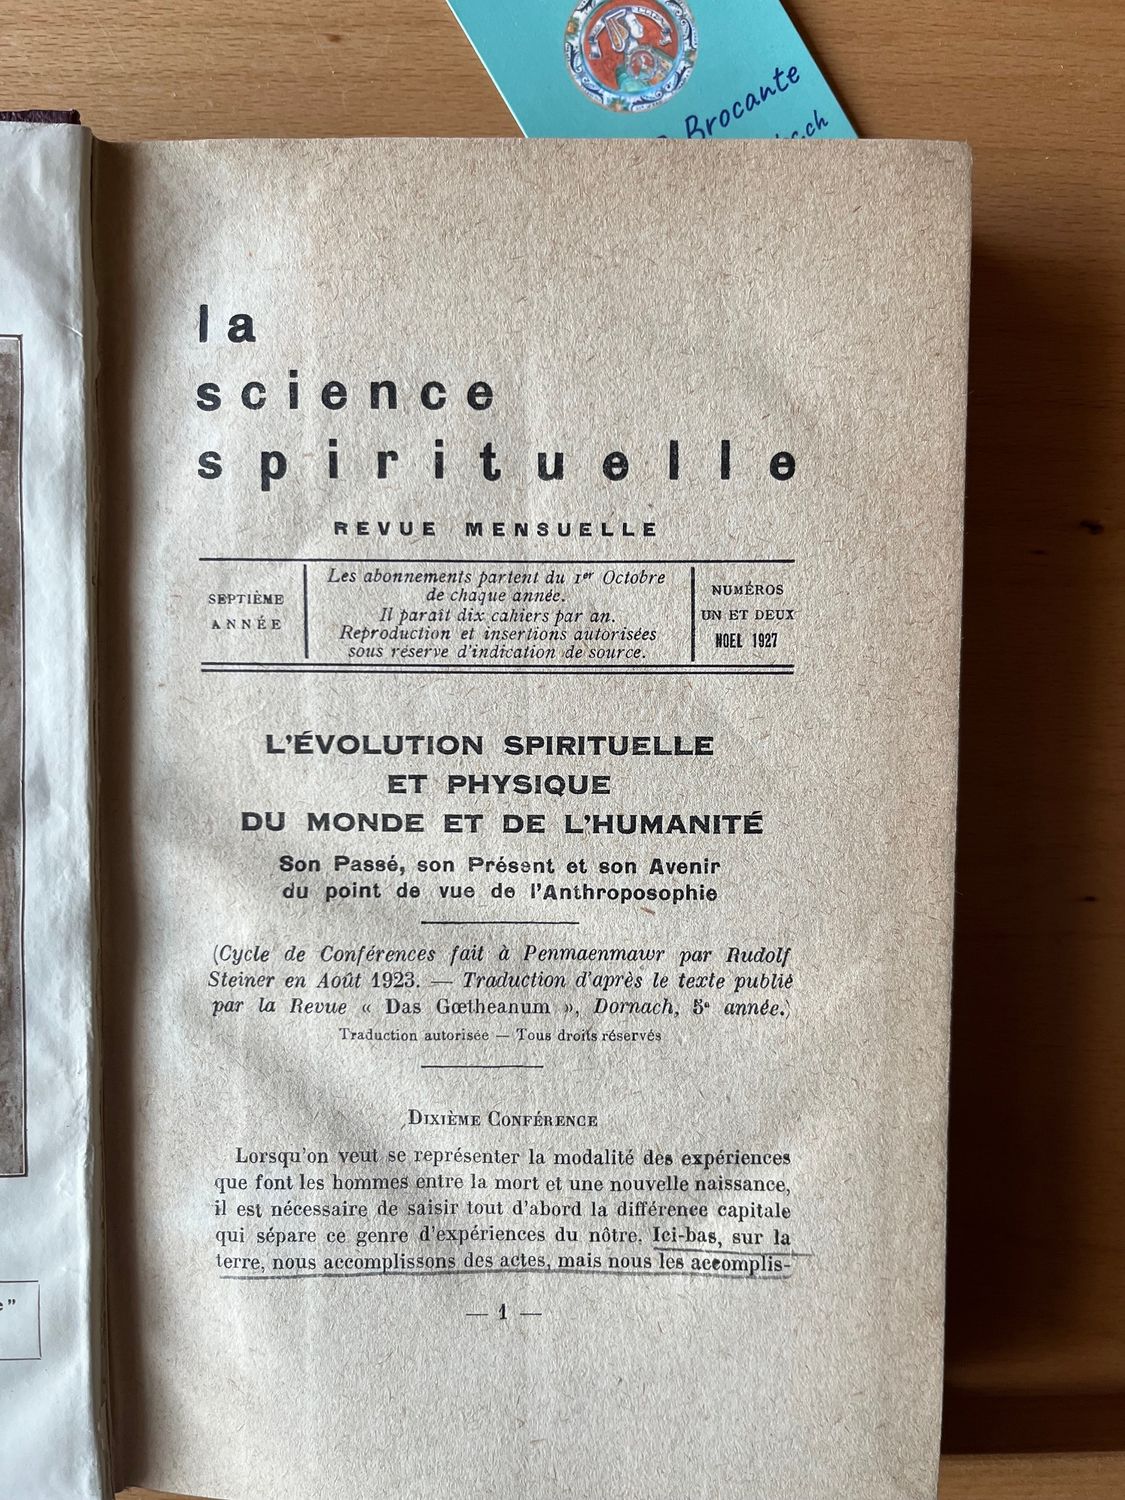 Brocante
.ch
la
science
spirituelle
REVUE MENSUELLE
SEPTIÈME
ANNÉE
Les abonnements partent du 1er Octobre
de chaque année.
Il paraît dix cahiers par an.
Reproduction et insertions autorisées
sous réserve d'indication de source.
NUMÉROS
UN ET DEUX
NOEL 1927
L'ÉVOLUTION SPIRITUELLE
ET PHYSIQUE
DU MONDE ET DE L'HUMANITÉ
Son Passé, son Présent et son Avenir
du point de vue de l'Anthroposophie
(Cycle de Conférences fait à Penmaenmawr par Rudolf
Steiner en Août 1923. — Traduction d'après le texte publié
par la Revue « Das Gœtheanum », Dornach, 5e année.)
Traduction autorisée — Tous droits réservés
DIXIÈME CONFÉRENCE
Lorsqu'on veut se représenter la modalité des expériences
que font les hommes entre la mort et une nouvelle naissance,
il est nécessaire de saisir tout d'abord la différence capitale
qui sépare ce genre d'expériences du nôtre. Ici-bas, sur la
terre, nous accomplissons des actes, mais nous les accomplis-
— 1 —